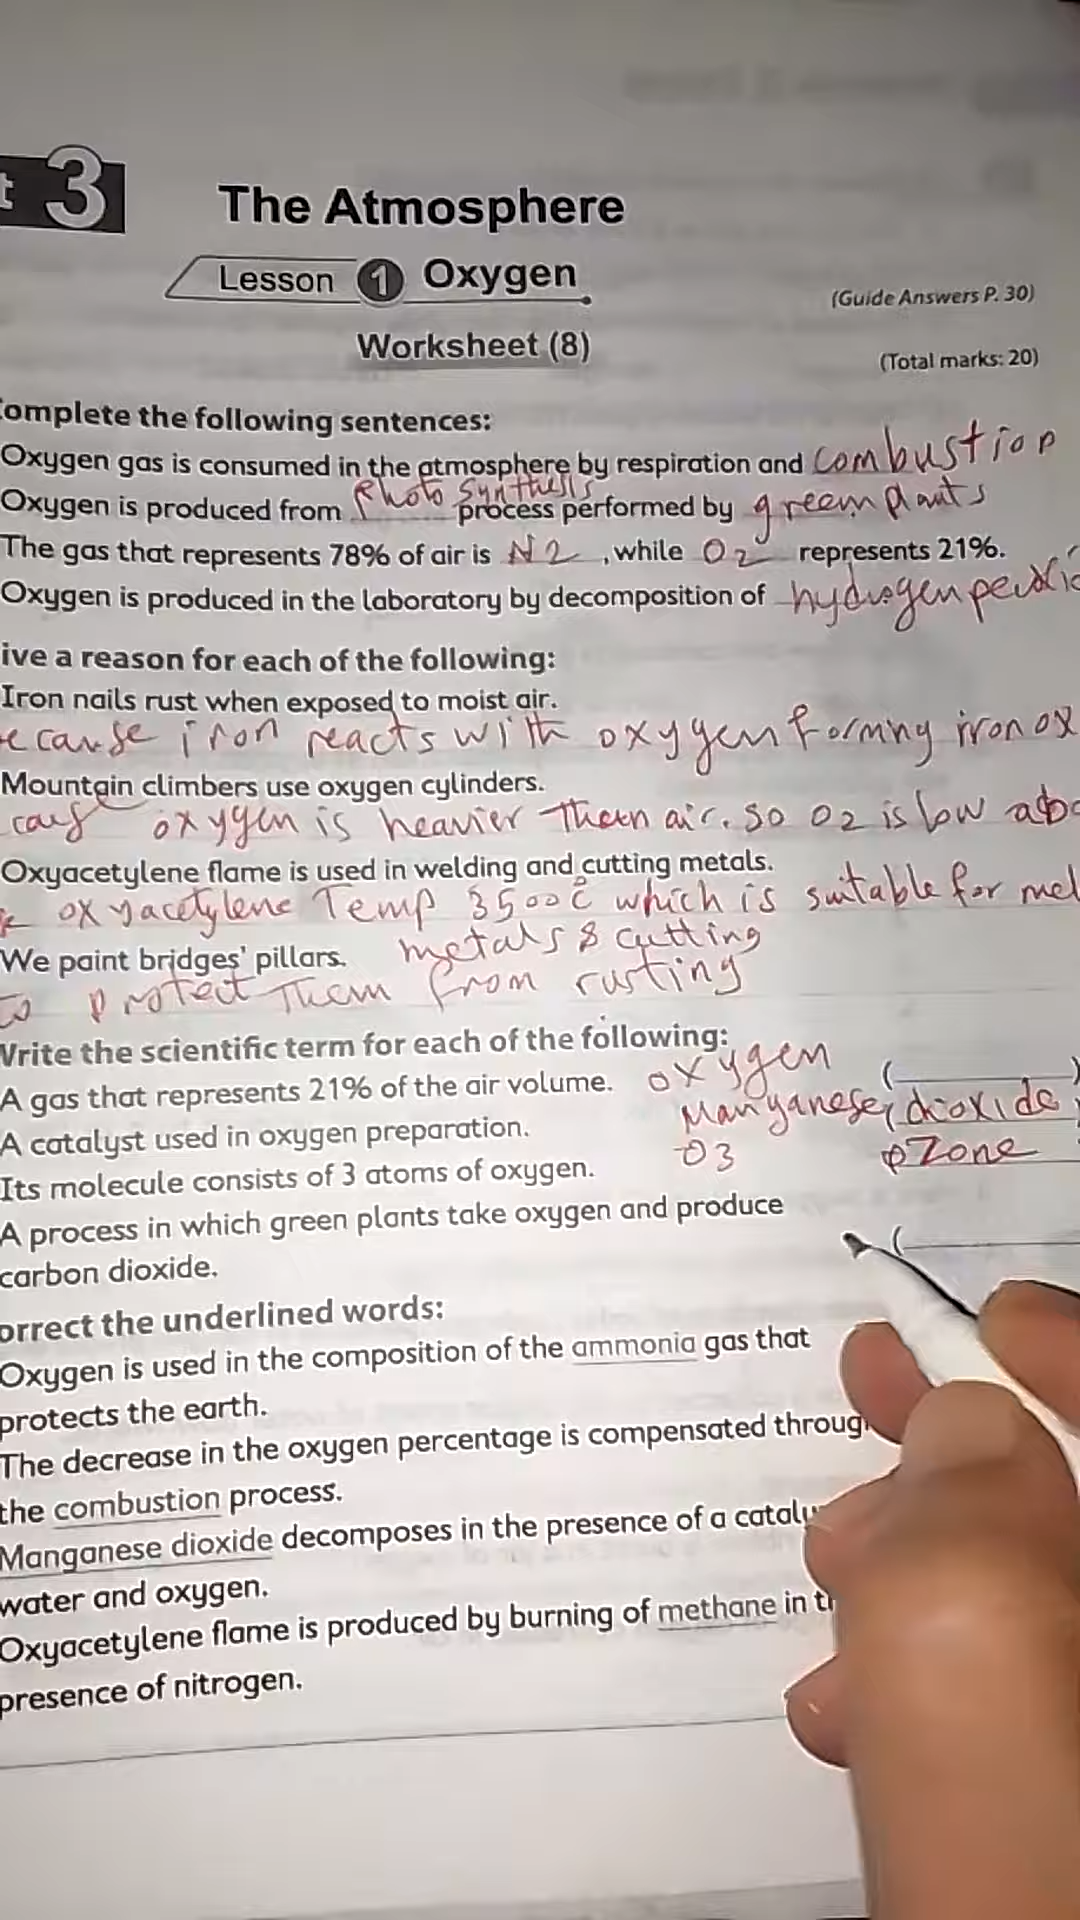 t 3 The Atmosphere
Lesson 1 Oxygen
(Guide Answers P. 30)
Worksheet (8)
(Total marks: 20)
omplete the following sentences:
Oxygen gas is consumed in the atmosphere by respiration and combustion
Oxygen is produced from Photo Synthesis process performed by green plants
The gas that represents 78% of air is N2, while O2 represents 21%.
Oxygen is produced in the laboratory by decomposition of hydrogen
ive a reason for each of the following:
Iron nails rust when exposed to moist air.
ecause iron reacts with oxygen forming iron ox
Mountain climbers use oxygen cylinders.
oxygen is heavier then air. so O2 is low abo
Oxyacetylene flame is used in welding and cutting metals.
oxyacetylene Temp 3500°c which is suitable for mel
metals & cutting
We paint bridges' pillars.
to protect Them from rusting
Write the scientific term for each of the following:
A gas that represents 21% of the air volume. oxygen ( )
A catalyst used in oxygen preparation. Manganese dioxide
Its molecule consists of 3 atoms of oxygen. O3 ozone
A process in which green plants take oxygen and produce (
carbon dioxide.
orrect the underlined words:
Oxygen is used in the composition of the ammonia gas that
protects the earth.
The decrease in the oxygen percentage is compensated throug
the combustion process.
Manganese dioxide decomposes in the presence of a cataly
water and oxygen.
Oxyacetylene flame is produced by burning of methane in t
presence of nitrogen.